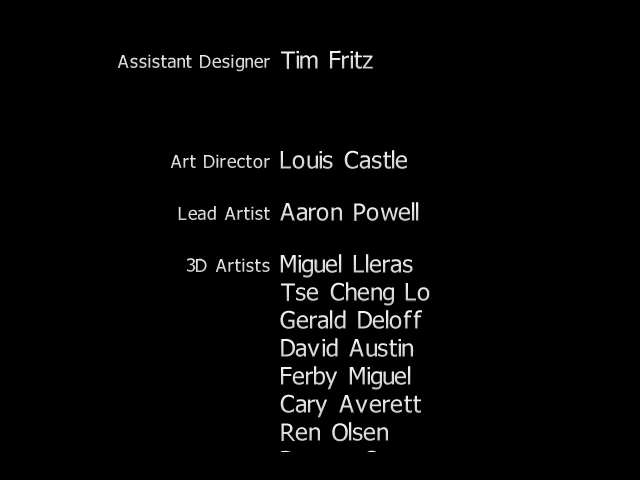 Assistant Designer Tim Fritz
Art Director Louis Castle
Lead Artist Aaron Powell
3D Artists Miguel Lleras
Tse Cheng Lo
Gerald Deloff
David Austin
Ferby Miguel
Cary Averett
Ren Olsen